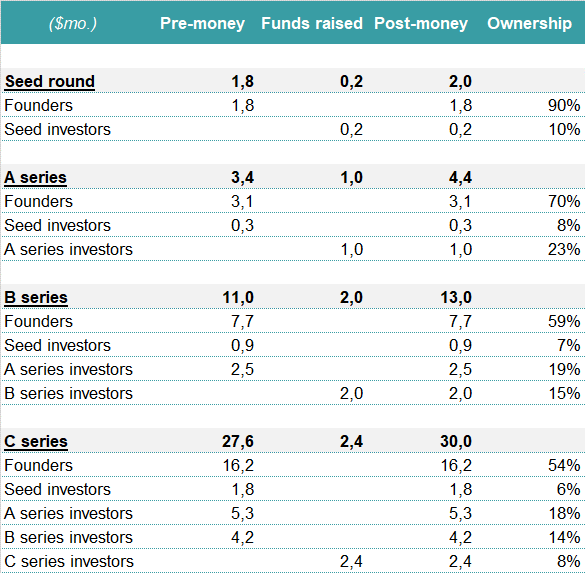 ($mo.) Pre-money Funds raised Post-money Ownership
Seed round 1,8 0,2 2,0
Founders 1,8 1,8 90%
Seed investors 0,2 0,2 10%
A series 3,4 1,0 4,4
Founders 3,1 3,1 70%
Seed investors 0,3 0,3 8%
A series investors 1,0 1,0 23%
B series 11,0 2,0 13,0
Founders 7,7 7,7 59%
Seed investors 0,9 0,9 7%
A series investors 2,5 2,5 19%
B series investors 2,0 2,0 15%
C series 27,6 2,4 30,0
Founders 16,2 16,2 54%
Seed investors 1,8 1,8 6%
A series investors 5,3 5,3 18%
B series investors 4,2 4,2 14%
C series investors 2,4 2,4 8%